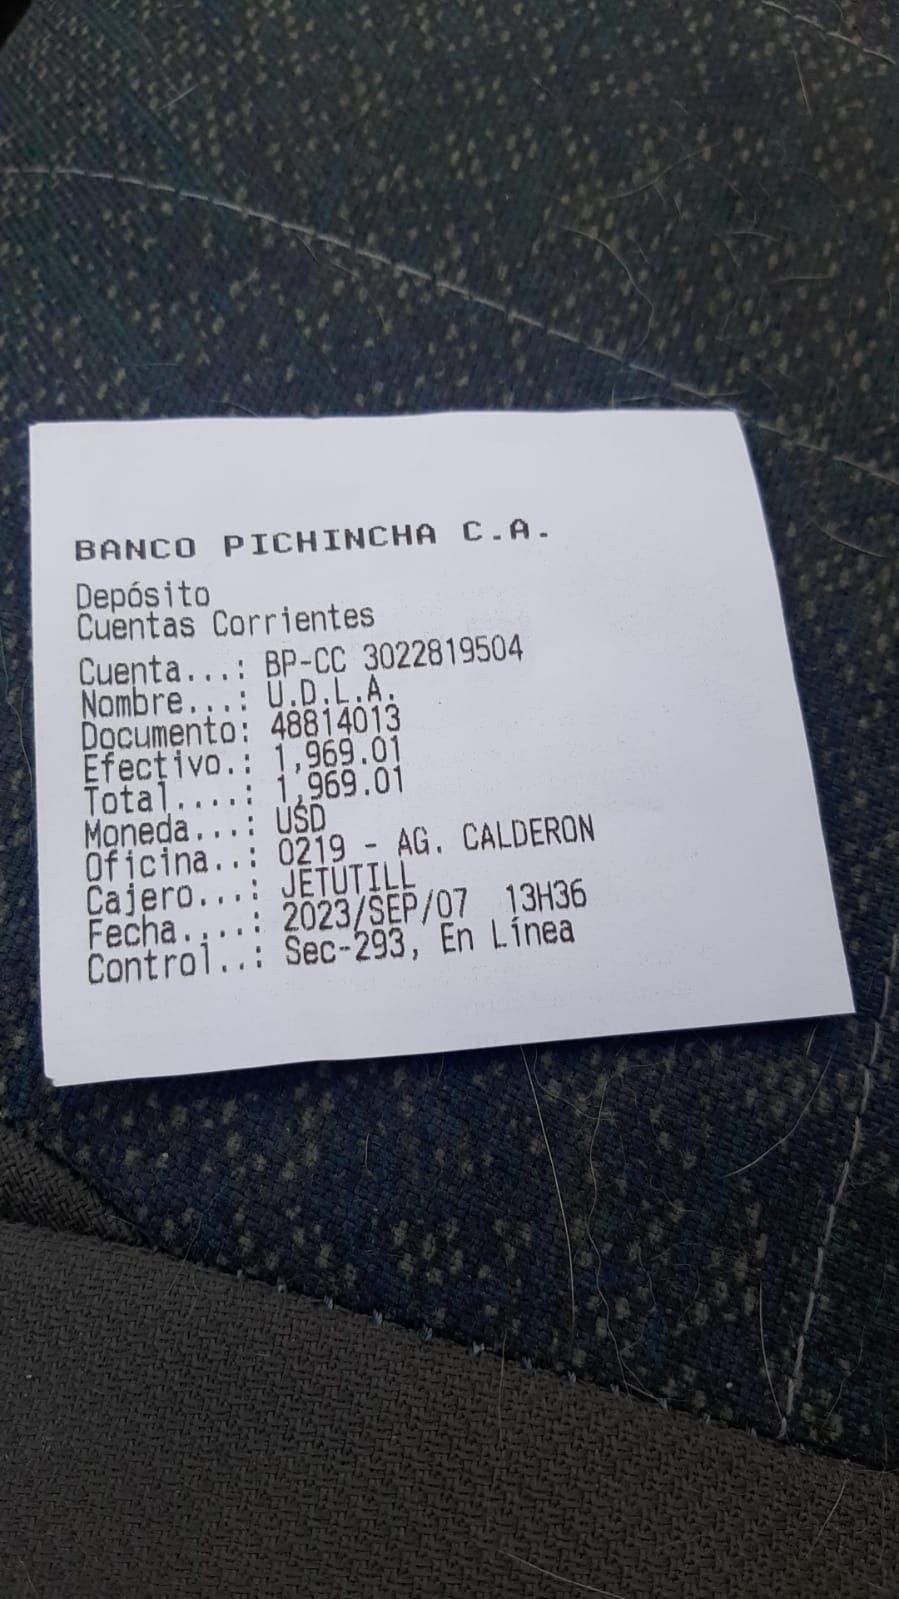 BANCO PICHINCHA C.A.
Depósito
Cuentas Corrientes
Cuenta...: BP-CC 3022819504
Nombre...: U.D.L.A.
Documento: 48814013
Efectivo.: 1,969.01
Total....: 1,969.01
Moneda...: USD
Oficina..: 0219 - AG. CALDERON
Cajero...: JETUTILL
Fecha....: 2023/SEP/07 13H36
Control..: Sec-293, En Línea